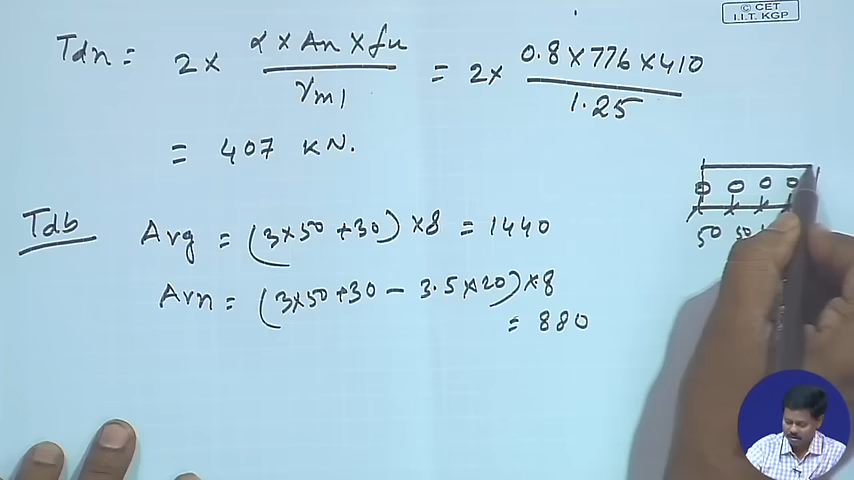 © CET
I.I.T. KGP
Tdn = 2 × α × An × fu / γm1 = 2 × 0.8 × 776 × 410 / 1.25
= 407 KN.
Tdb
Avg = (3×50 + 30) × 8 = 1440
Avn = (3×50+30 - 3.5×20) × 8
= 880
50 50